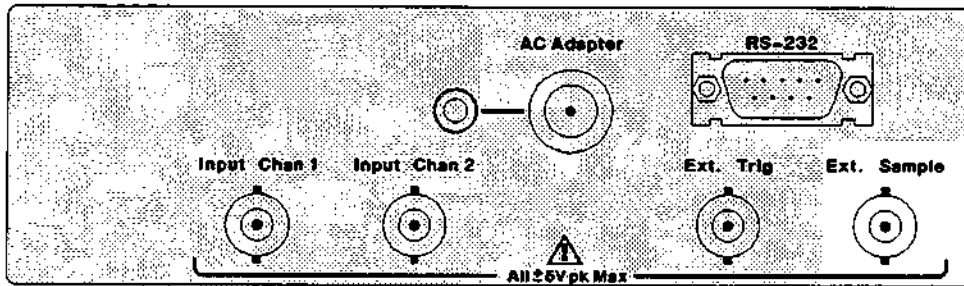 AC Adapter
RS-232
Input Chan 1
Input Chan 2
Ext. Trig
Ext. Sample
All ±5V pk Max